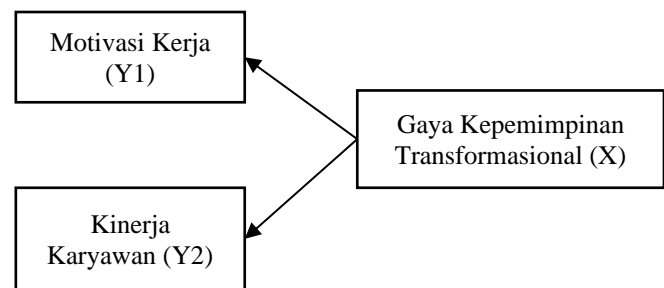 Motivasi Kerja
(Y1)
Gaya Kepemimpinan
Transformasional (X)
Kinerja
Karyawan (Y2)